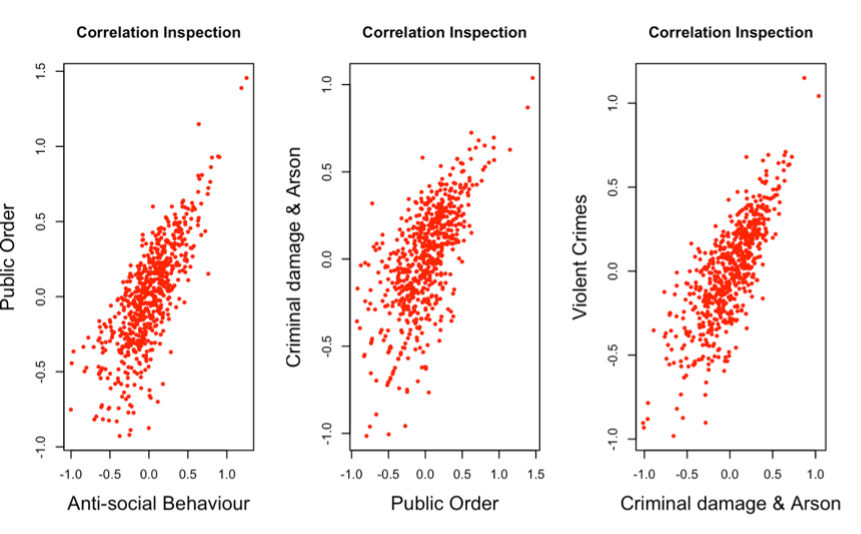 Correlation Inspection
Public Order
1.5
1.0
0.5
0.0
-0.5
-1.0
-1.0 -0.5 0.0 0.5 1.0
Anti-social Behaviour
Correlation Inspection
Criminal damage & Arson
1.0
0.5
0.0
-0.5
-1.0
-1.0 -0.5 0.0 0.5 1.0 1.5
Public Order
Correlation Inspection
Violent Crimes
1.0
0.5
0.0
-0.5
-1.0
-1.0 -0.5 0.0 0.5 1.0
Criminal damage & Arson